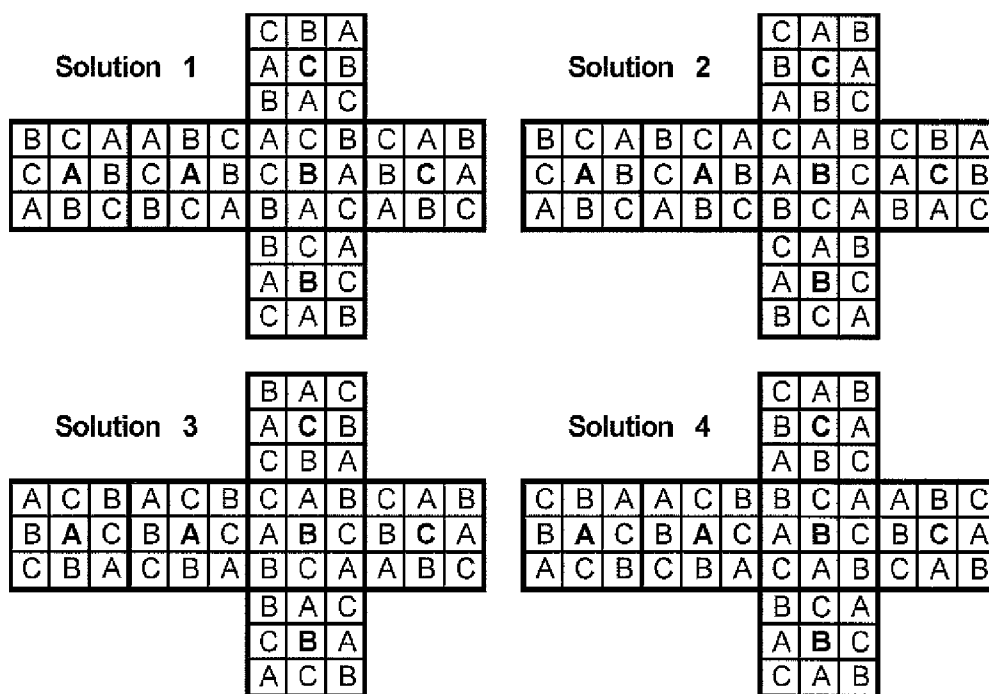 C B A C A B
Solution 1 A C B Solution 2 B C A
B A C A B C
B C A A B C A C B C A B B C A B C A C A B C B A
C A B C A B C B A B C A C A B C A B A B C A C B
A B C B C A B A C A B C A B C A B C B C A B A C
B C A C A B
A B C A B C
C A B B C A
B A C C A B
Solution 3 A C B Solution 4 B C A
C B A A B C
A C B A C B C A B C A B C B A A C B B C A A B C
B A C B A C A B C B C A B A C B A C A B C B C A
C B A C B A B C A A B C A C B C B A C A B C A B
B A C B C A
C B A A B C
A C B C A B